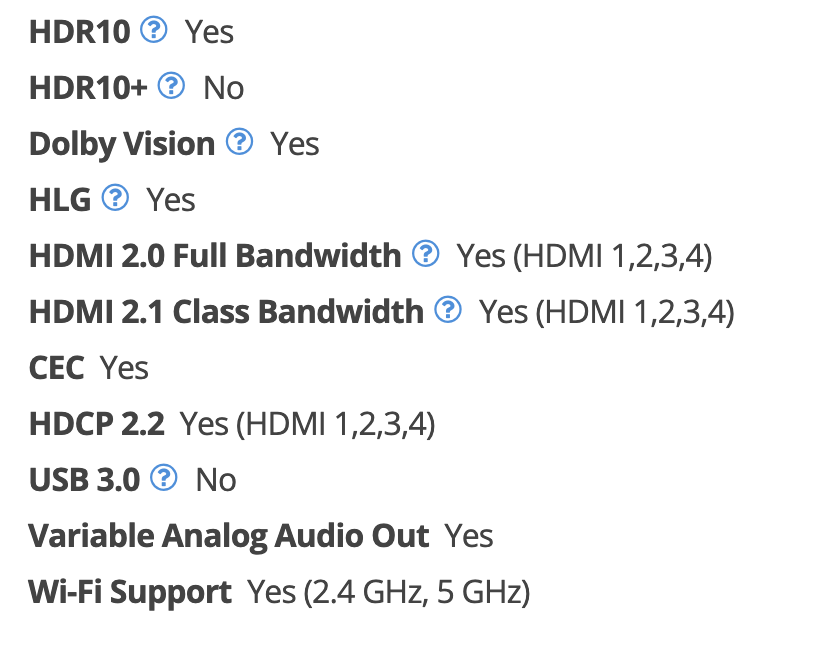 HDR10 ? Yes
HDR10+ ? No
Dolby Vision ? Yes
HLG ? Yes
HDMI 2.0 Full Bandwidth ? Yes (HDMI 1,2,3,4)
HDMI 2.1 Class Bandwidth ? Yes (HDMI 1,2,3,4)
CEC Yes
HDCP 2.2 Yes (HDMI 1,2,3,4)
USB 3.0 ? No
Variable Analog Audio Out Yes
Wi-Fi Support Yes (2.4 GHz, 5 GHz)